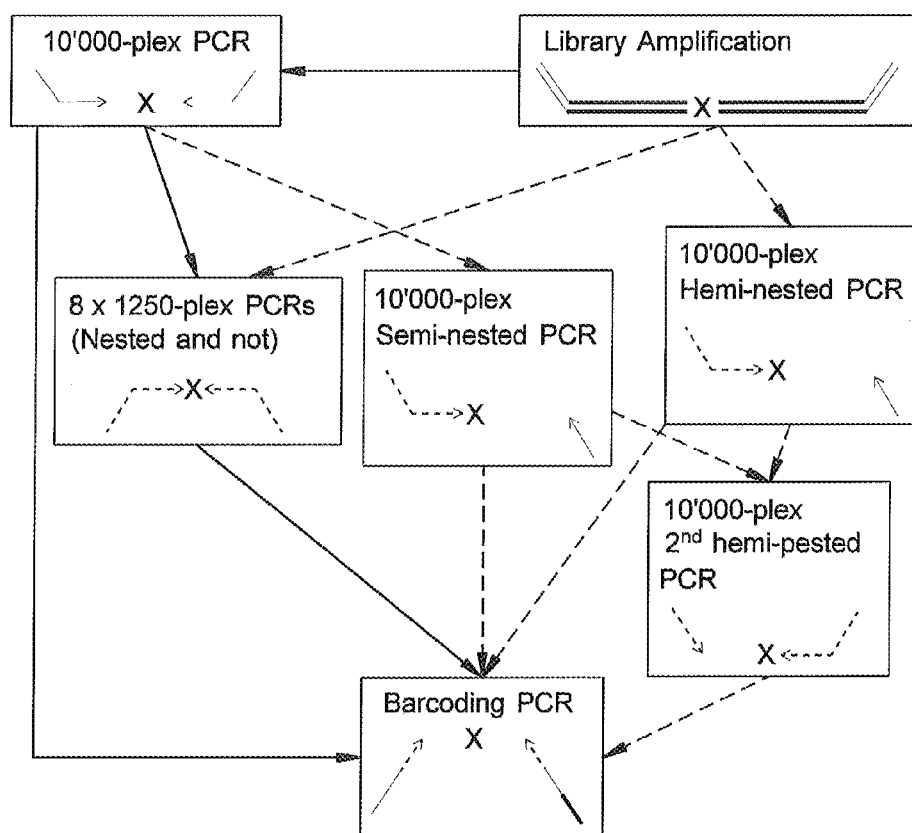 10'000-plex PCR
X
Library Amplification
X
8 x 1250-plex PCRs
(Nested and not)
X
10'000-plex
Semi-nested PCR
X
10'000-plex
Hemi-nested PCR
X
10'000-plex
2nd hemi-pested
PCR
X
Barcoding PCR
X